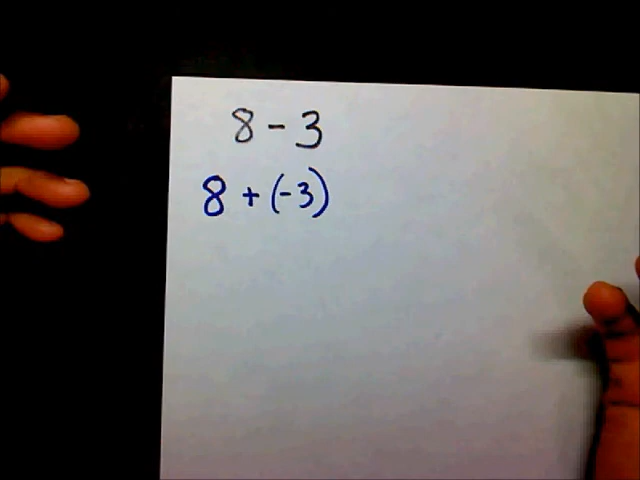 8 - 3
8 + (-3)